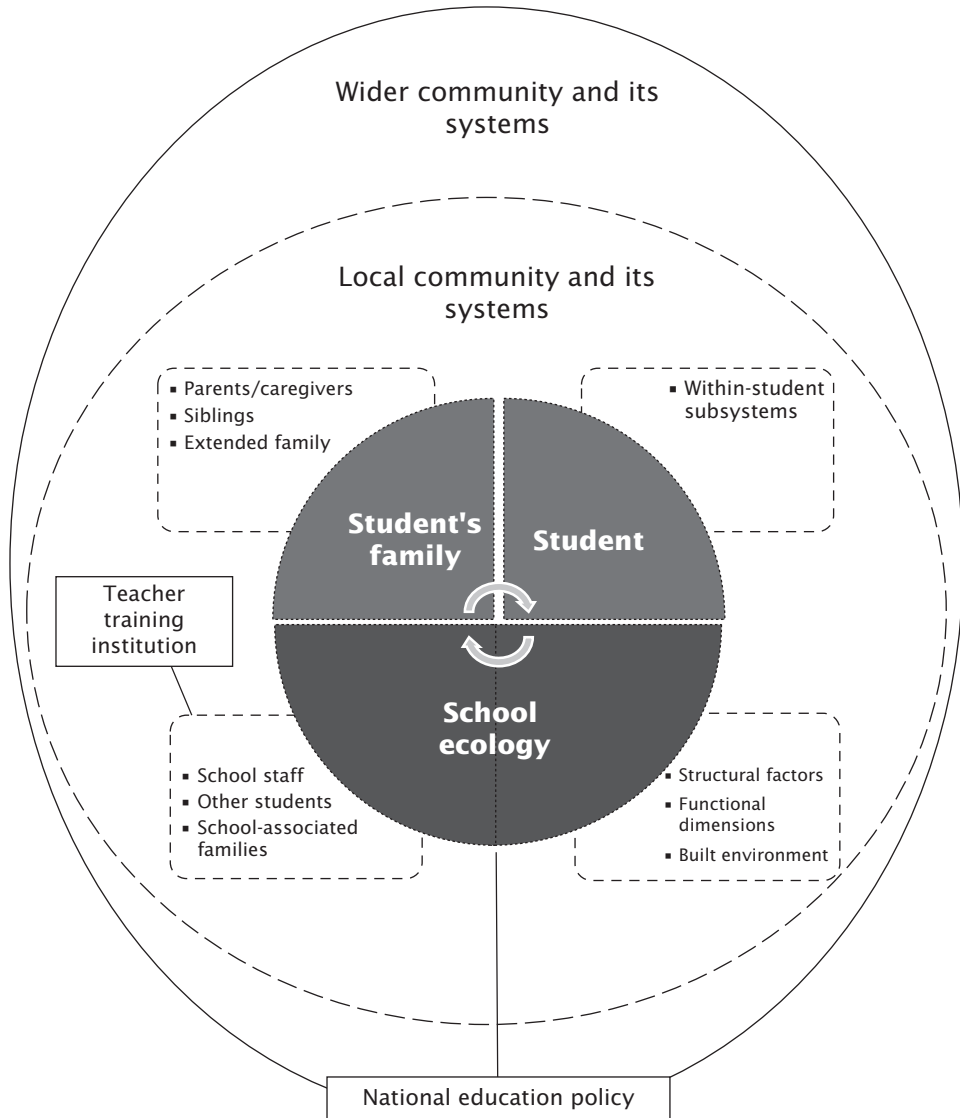 Wider community and its
systems
Local community and its
systems
▪ Parents/caregivers
▪ Siblings
▪ Extended family
▪ Within-student
subsystems
Student's
family
Student
Teacher
training
institution
School
ecology
▪ School staff
▪ Other students
▪ School-associated
families
▪ Structural factors
▪ Functional
dimensions
▪ Built environment
National education policy